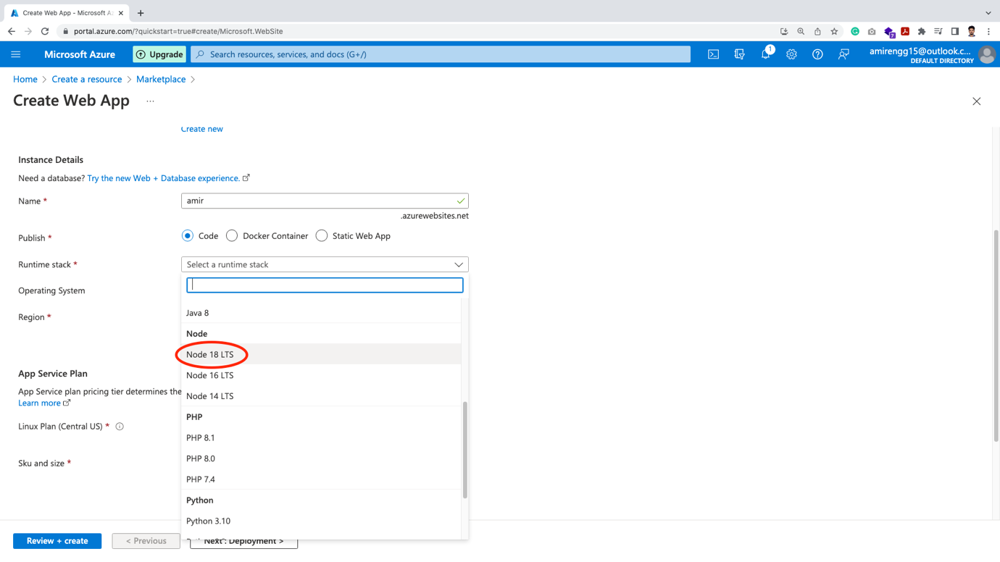 Create Web App - Microsoft Az
portal.azure.com/?quickstart=true#create/Microsoft.WebSite
7
Microsoft Azure
Upgrade
Search resources, services, and docs (G+/)
1
amirengg15@outlook.c...
DEFAULT DIRECTORY
Home > Create a resource > Marketplace >
Create Web App ...
Create new
Instance Details
Need a database? Try the new Web + Database experience.
Name *
amir
.azurewebsites.net
Publish *
Code
Docker Container
Static Web App
Runtime stack *
Select a runtime stack
Operating System
Region *
Java 8
Node
Node 18 LTS
Node 16 LTS
Node 14 LTS
PHP
PHP 8.1
PHP 8.0
PHP 7.4
Python
Python 3.10
App Service Plan
App Service plan pricing tier determines the
Learn more
Linux Plan (Central US) *
Sku and size *
Review + create
< Previous
Next : Deployment >